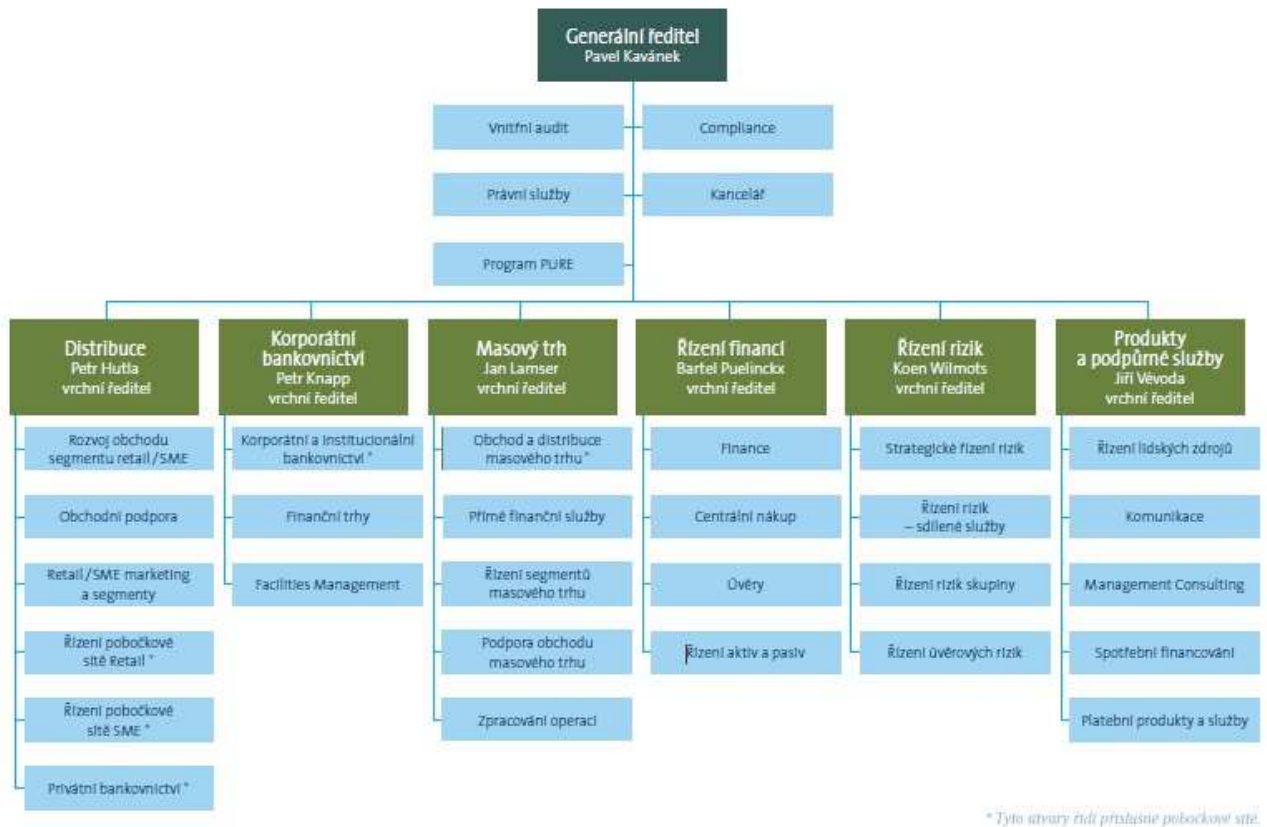 Generální ředitel
Pavel Kavánek
Vnitřní audit
Compliance
Právní služby
Kancelář
Program PURE
Distribuce
Petr Hutla
vrchní ředitel
Rozvoj obchodu
segmentu retail/SME
Obchodní podpora
Retail/SME marketing
a segmenty
Řízení pobočkové
sítě Retail *
Řízení pobočkové
sítě SME *
Privátní bankovnictví *
Korporátní
bankovnictví
Petr Knapp
vrchní ředitel
Korporátní a institucionální
bankovnictví *
Finanční trhy
Facilities Management
Masový trh
Jan Lamser
vrchní ředitel
Obchod a distribuce
masového trhu *
Přímé finanční služby
Řízení segmentů
masového trhu
Podpora obchodu
masového trhu
Zpracování operací
Řízení financí
Bartel Puelinckx
vrchní ředitel
Finance
Centrální nákup
Úvěry
Řízení aktiv a pasiv
Řízení rizik
Koen Wilmots
vrchní ředitel
Strategické řízení rizik
Řízení rizik
– sdílené služby
Řízení rizik skupiny
Řízení úvěrových rizik
Produkty
a podpůrné služby
Jiří Vévoda
vrchní ředitel
Řízení lidských zdrojů
Komunikace
Management Consulting
Spotřební financování
Platební produkty a služby
* Tyto útvary řídí příslušné pobočkové sítě.